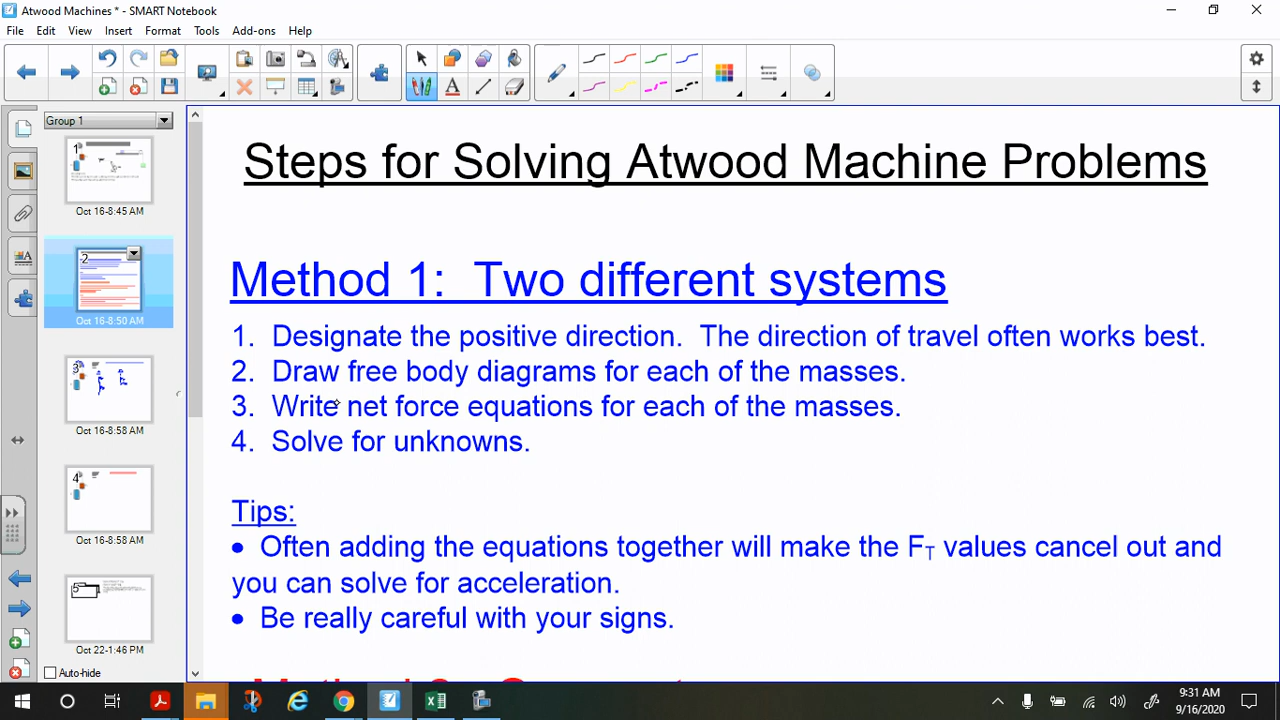 Atwood Machines * - SMART Notebook
File Edit View Insert Format Tools Add-ons Help
Group 1
1
Oct 16-8:45 AM
2
Oct 16-8:50 AM
3
Oct 16-8:58 AM
4
Oct 16-8:58 AM
5
Oct 22-1:46 PM
Auto-hide
Steps for Solving Atwood Machine Problems
Method 1: Two different systems
1. Designate the positive direction. The direction of travel often works best.
2. Draw free body diagrams for each of the masses.
3. Write net force equations for each of the masses.
4. Solve for unknowns.
Tips:
• Often adding the equations together will make the F_T values cancel out and
you can solve for acceleration.
• Be really careful with your signs.
9:31 AM
9/16/2020